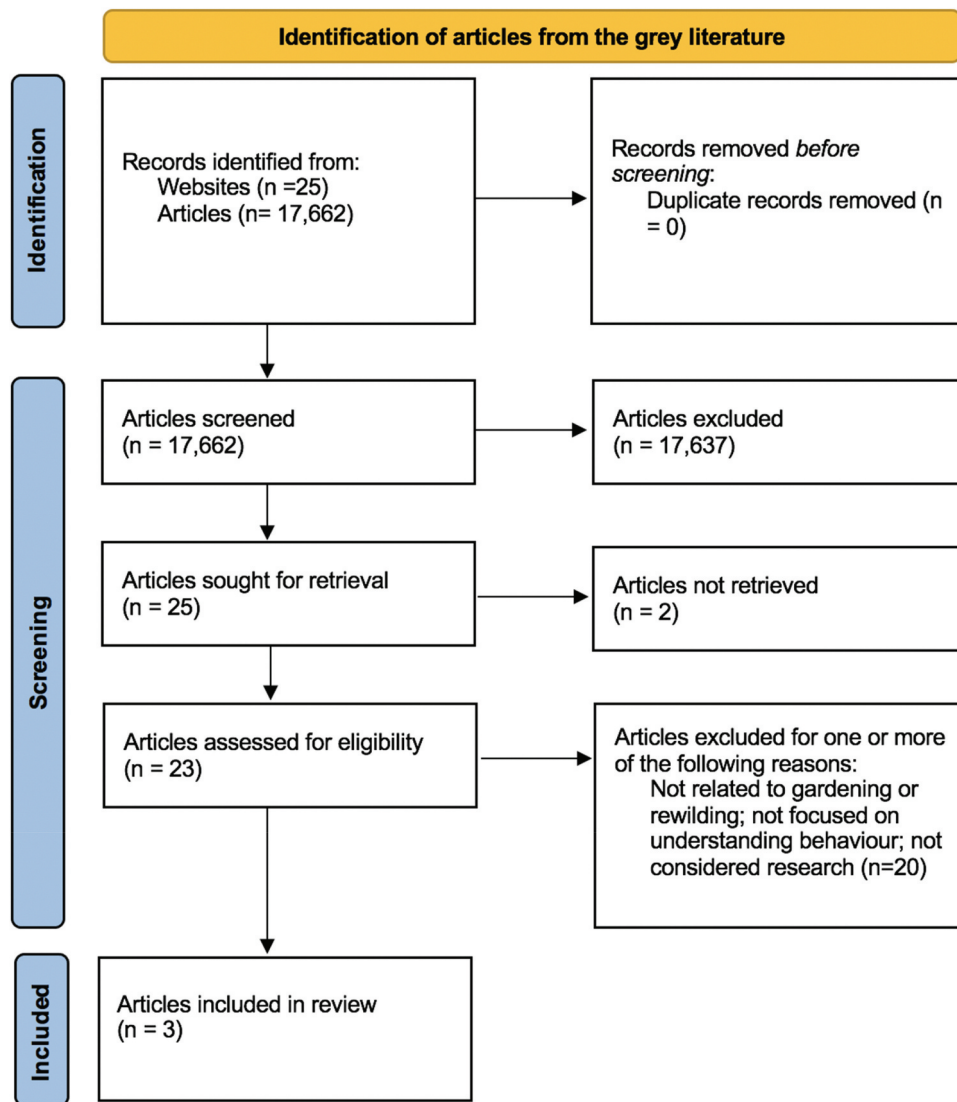 Identification of articles from the grey literature
Identification
Records identified from:
Websites (n =25)
Articles (n= 17,662)
Records removed before
screening:
Duplicate records removed (n
= 0)
Screening
Articles screened
(n = 17,662)
Articles excluded
(n = 17,637)
Articles sought for retrieval
(n = 25)
Articles not retrieved
(n = 2)
Articles assessed for eligibility
(n = 23)
Articles excluded for one or more
of the following reasons:
Not related to gardening or
rewilding; not focused on
understanding behaviour; not
considered research (n=20)
Included
Articles included in review
(n = 3)